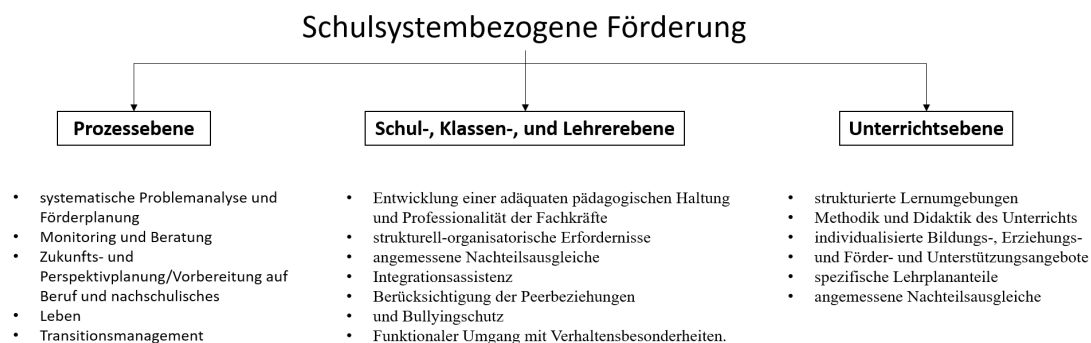 Schulsystembezogene Förderung
Prozessebene
• systematische Problemanalyse und
Förderplanung
• Monitoring und Beratung
• Zukunfts- und
Perspektivplanung/Vorbereitung auf
Beruf und nachschulisches
• Leben
• Transitionsmanagement
Schul-, Klassen-, und Lehrerebene
• Entwicklung einer adäquaten pädagogischen Haltung
und Professionalität der Fachkräfte
• strukturell-organisatorische Erfordernisse
• angemessene Nachteilsausgleiche
• Integrationsassistenz
• Berücksichtigung der Peerbeziehungen
• und Bullyingschutz
• Funktionaler Umgang mit Verhaltensbesonderheiten.
Unterrichtsebene
• strukturierte Lernumgebungen
• Methodik und Didaktik des Unterrichts
• individualisierte Bildungs-, Erziehungs-
• und Förder- und Unterstützungsangebote
• spezifische Lehrplananteile
• angemessene Nachteilsausgleiche